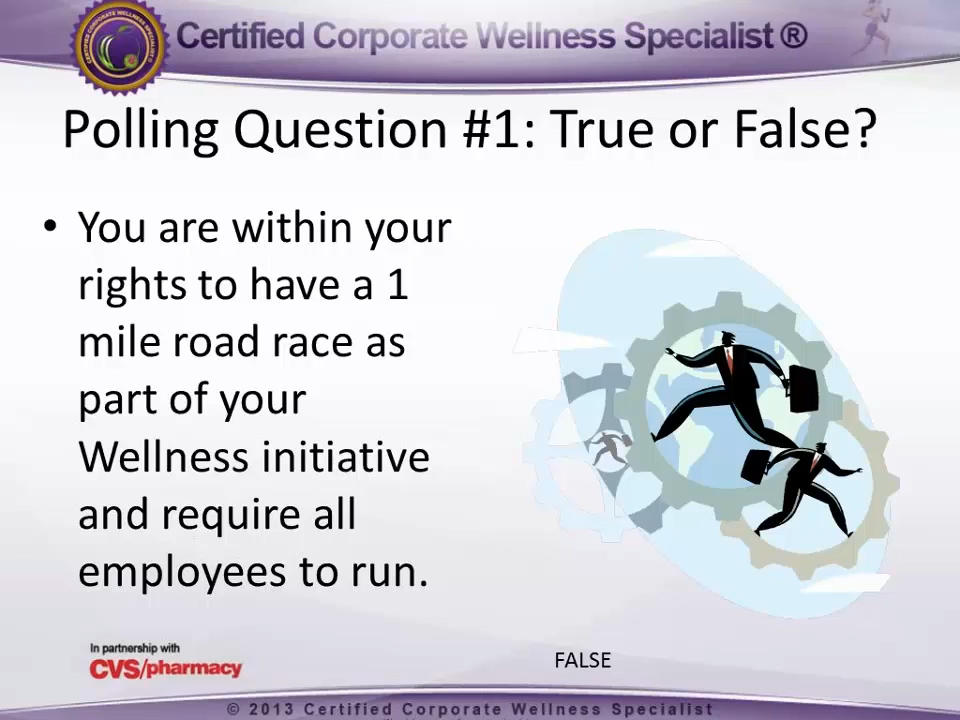 Certified Corporate Wellness Specialist ®
Polling Question #1: True or False?
• You are within your
rights to have a 1
mile road race as
part of your
Wellness initiative
and require all
employees to run.
In partnership with
CVS/pharmacy
FALSE
© 2013 Certified Corporate Wellness Specialist